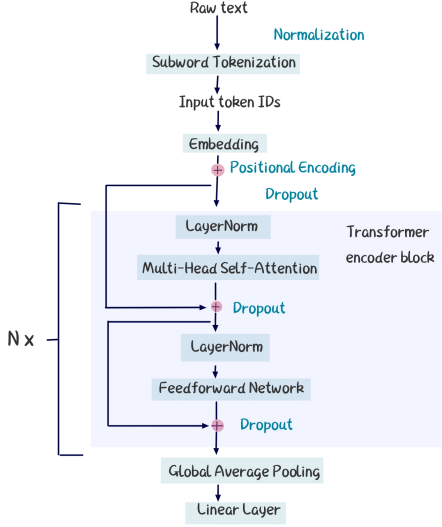 Raw text
Normalization
Subword Tokenization
Input token IDs
Embedding
+ Positional Encoding
Dropout
LayerNorm
Transformer
encoder block
Multi-Head Self-Attention
+ Dropout
N x
LayerNorm
Feedforward Network
+ Dropout
Global Average Pooling
Linear Layer